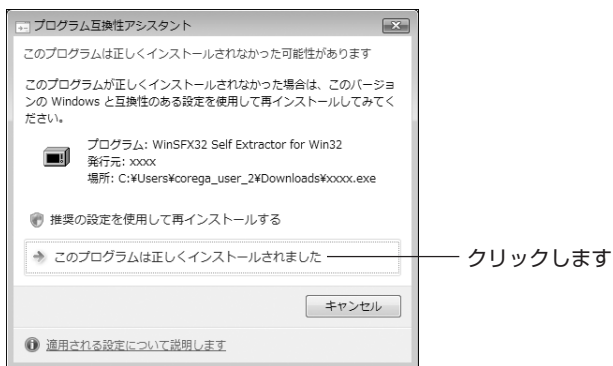 プログラム互換性アシスタント
このプログラムは正しくインストールされなかった可能性があります
このプログラムが正しくインストールされなかった場合は、このバージョ
ンの Windows と互換性のある設定を使用して再インストールしてみてく
ださい。
プログラム: WinSFX32 Self Extractor for Win32
発行元: xxxx
場所: C:¥Users¥corega_user_2¥Downloads¥xxxx.exe
推奨の設定を使用して再インストールする
このプログラムは正しくインストールされました
クリックします
キャンセル
適用される設定について説明します